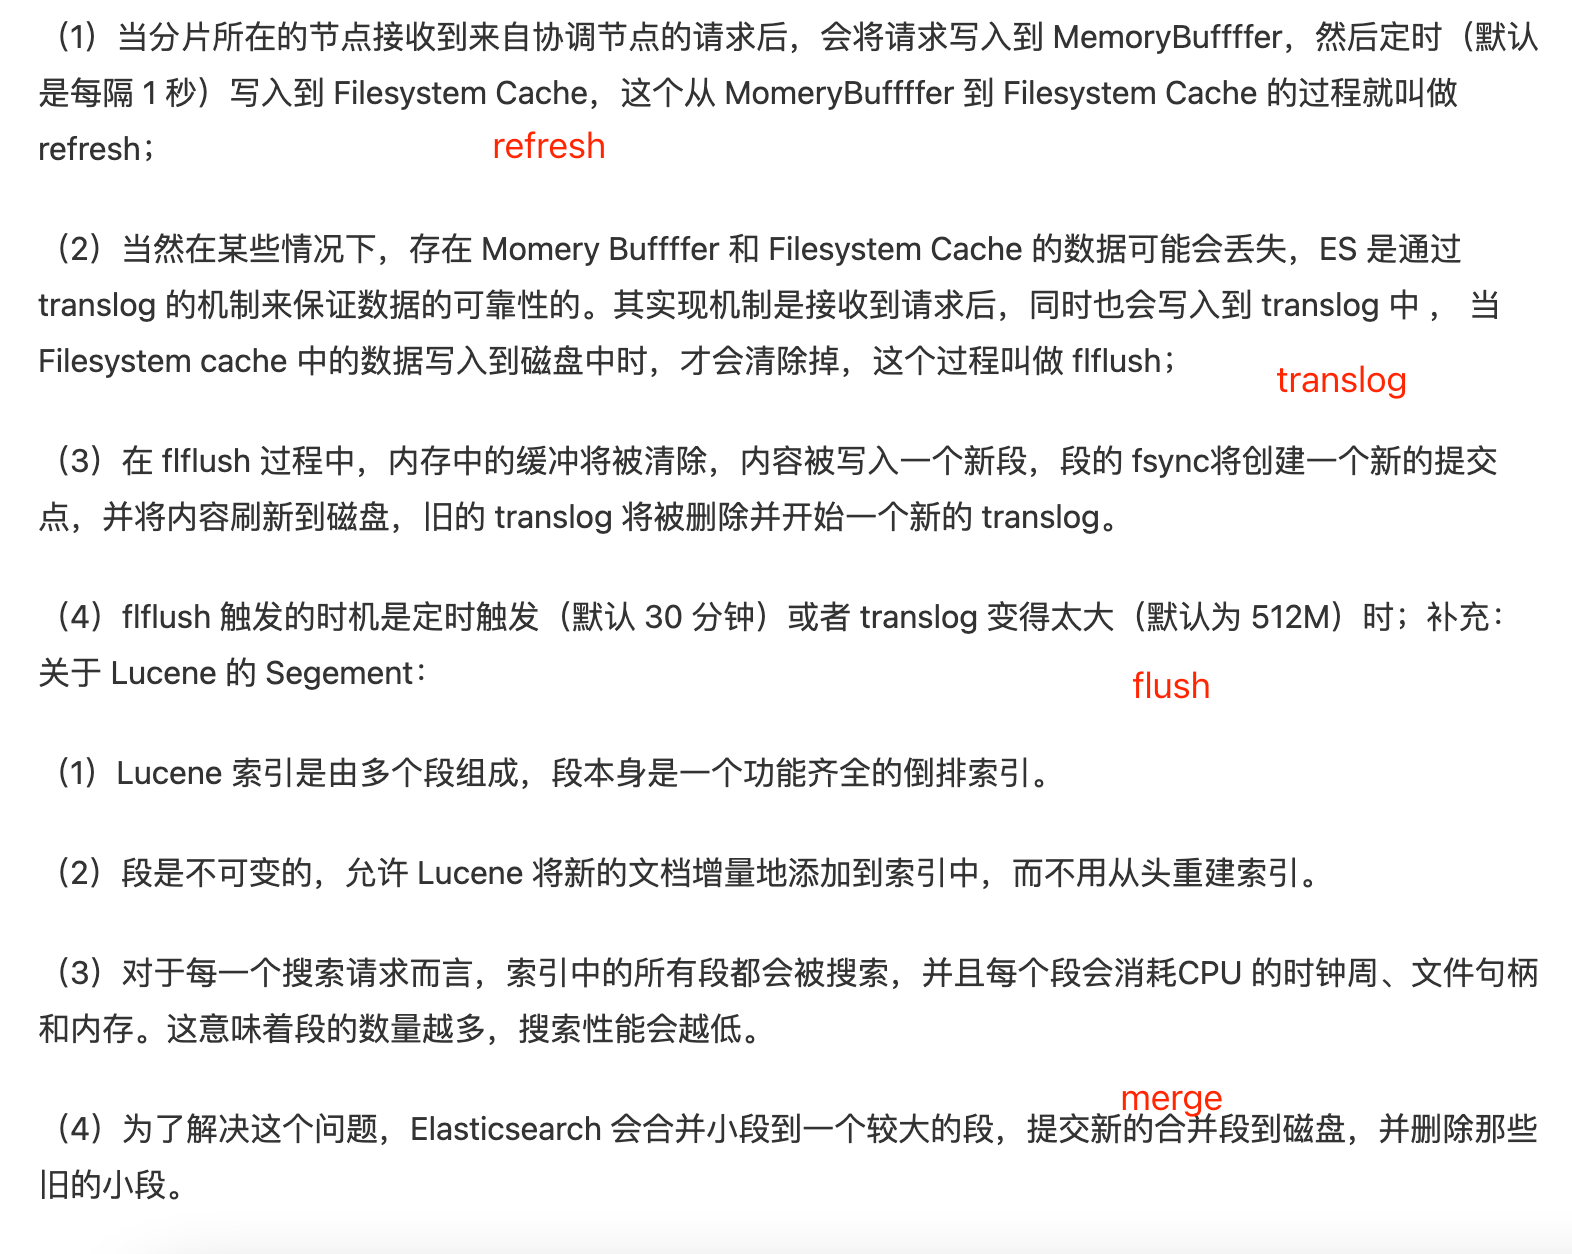 （1）当分片所在的节点接收到来自协调节点的请求后，会将请求写入到 MemoryBuffffer，然后定时（默认
是每隔 1 秒）写入到 Filesystem Cache，这个从 MomeryBuffffer 到 Filesystem Cache 的过程就叫做
refresh；
refresh
（2）当然在某些情况下，存在 Momery Buffffer 和 Filesystem Cache 的数据可能会丢失，ES 是通过
translog 的机制来保证数据的可靠性的。其实现机制是接收到请求后，同时也会写入到 translog 中 ， 当
Filesystem cache 中的数据写入到磁盘中时，才会清除掉，这个过程叫做 flflush；
translog
（3）在 flflush 过程中，内存中的缓冲将被清除，内容被写入一个新段，段的 fsync将创建一个新的提交
点，并将内容刷新到磁盘，旧的 translog 将被删除并开始一个新的 translog。
（4）flflush 触发的时机是定时触发（默认 30 分钟）或者 translog 变得太大（默认为 512M）时；补充：
关于 Lucene 的 Segement：
flush
（1）Lucene 索引是由多个段组成，段本身是一个功能齐全的倒排索引。
（2）段是不可变的，允许 Lucene 将新的文档增量地添加到索引中，而不用从头重建索引。
（3）对于每一个搜索请求而言，索引中的所有段都会被搜索，并且每个段会消耗CPU 的时钟周、文件句柄
和内存。这意味着段的数量越多，搜索性能会越低。
merge
（4）为了解决这个问题，Elasticsearch 会合并小段到一个较大的段，提交新的合并段到磁盘，并删除那些
旧的小段。